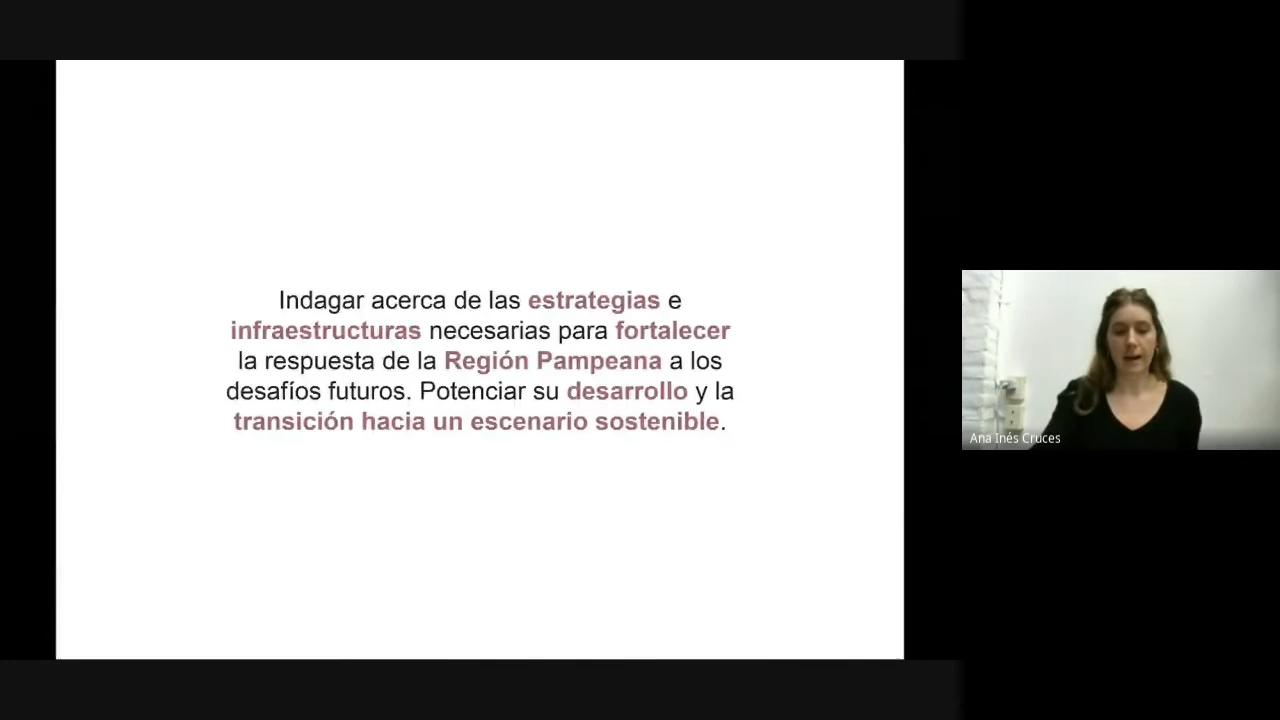 Indagar acerca de las estrategias e
infraestructuras necesarias para fortalecer
la respuesta de la Región Pampeana a los
desafíos futuros. Potenciar su desarrollo y la
transición hacia un escenario sostenible.
Ana Inés Cruces